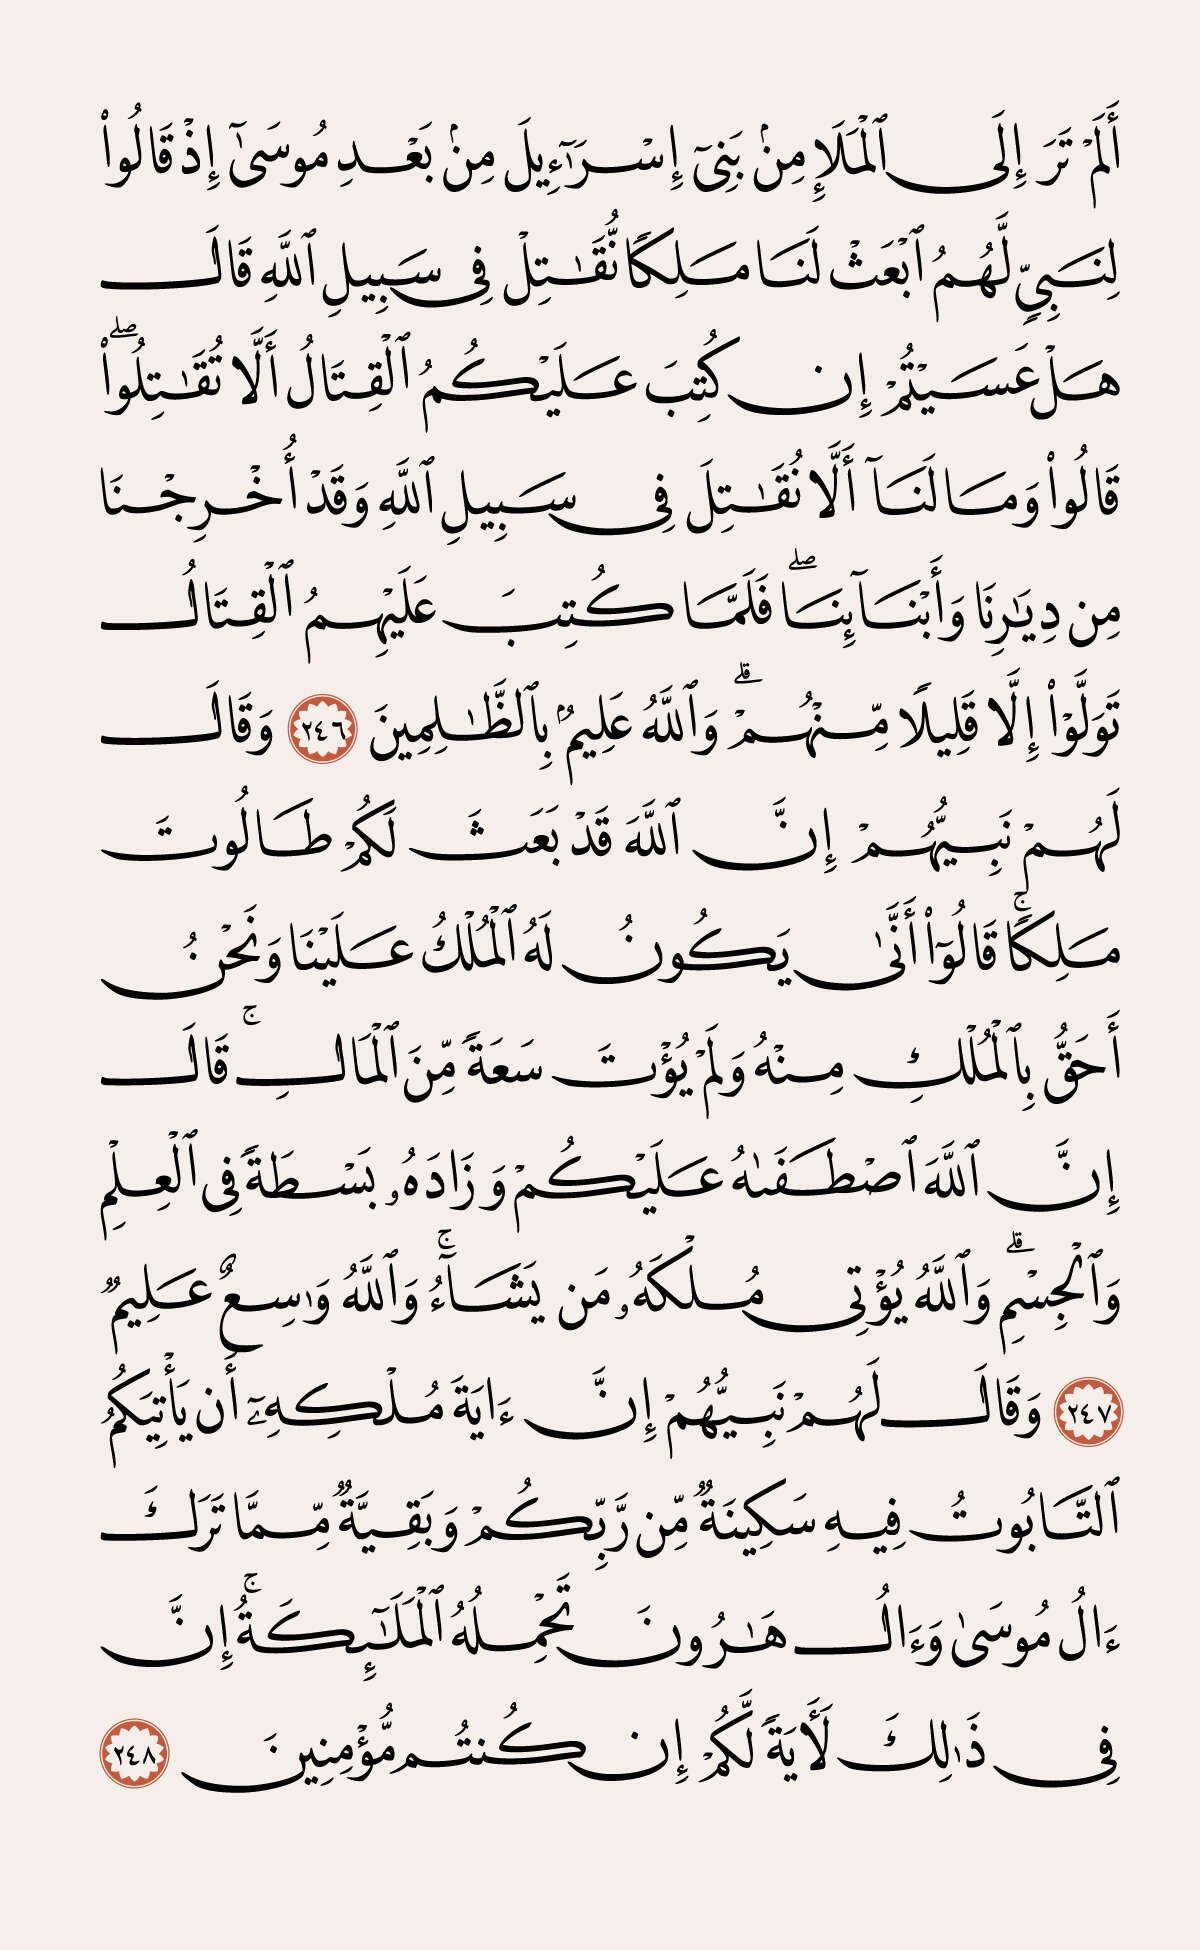 أَلَمْ تَرَ إِلَى ٱلْمَلَإِ مِنۢ بَنِىٓ إِسْرَٰٓءِيلَ مِنۢ بَعْدِ مُوسَىٰٓ إِذْ قَالُوا۟
لِنَبِىٍّ لَّهُمُ ٱبْعَثْ لَنَا مَلِكًا نُّقَـٰتِلْ فِى سَبِيلِ ٱللَّهِ قَالَ
هَلْ عَسَيْتُمْ إِن كُتِبَ عَلَيْكُمُ ٱلْقِتَالُ أَلَّا تُقَـٰتِلُوا۟ ۖ
قَالُوا۟ وَمَا لَنَآ أَلَّا نُقَـٰتِلَ فِى سَبِيلِ ٱللَّهِ وَقَدْ أُخْرِجْنَا
مِن دِيَـٰرِنَا وَأَبْنَآئِنَا ۖ فَلَمَّا كُتِبَ عَلَيْهِمُ ٱلْقِتَالُ
تَوَلَّوْا۟ إِلَّا قَلِيلًا مِّنْهُمْ ۗ وَٱللَّهُ عَلِيمٌۢ بِٱلظَّـٰلِمِينَ ٢٤٦ وَقَالَ
لَهُمْ نَبِيُّهُمْ إِنَّ ٱللَّهَ قَدْ بَعَثَ لَكُمْ طَالُوتَ
مَلِكًا ۚ قَالُوٓا۟ أَنَّىٰ يَكُونُ لَهُ ٱلْمُلْكُ عَلَيْنَا وَنَحْنُ
أَحَقُّ بِٱلْمُلْكِ مِنْهُ وَلَمْ يُؤْتَ سَعَةً مِّنَ ٱلْمَالِ ۚ قَالَ
إِنَّ ٱللَّهَ ٱصْطَفَىٰهُ عَلَيْكُمْ وَزَادَهُۥ بَسْطَةً فِى ٱلْعِلْمِ
وَٱلْجِسْمِ ۗ وَٱللَّهُ يُؤْتِى مُلْكَهُۥ مَن يَشَآءُ ۚ وَٱللَّهُ وَٰسِعٌ عَلِيمٌ
٢٤٧ وَقَالَ لَهُمْ نَبِيُّهُمْ إِنَّ ءَايَةَ مُلْكِهِۦٓ أَن يَأْتِيَكُمُ
ٱلتَّابُوتُ فِيهِ سَكِينَةٌ مِّن رَّبِّكُمْ وَبَقِيَّةٌ مِّمَّا تَرَكَ
ءَالُ مُوسَىٰ وَءَالُ هَـٰرُونَ تَحْمِلُهُ ٱلْمَلَـٰٓئِكَةُ ۚ إِنَّ
فِى ذَٰلِكَ لَـَٔايَةً لَّكُمْ إِن كُنتُم مُّؤْمِنِينَ ٢٤٨